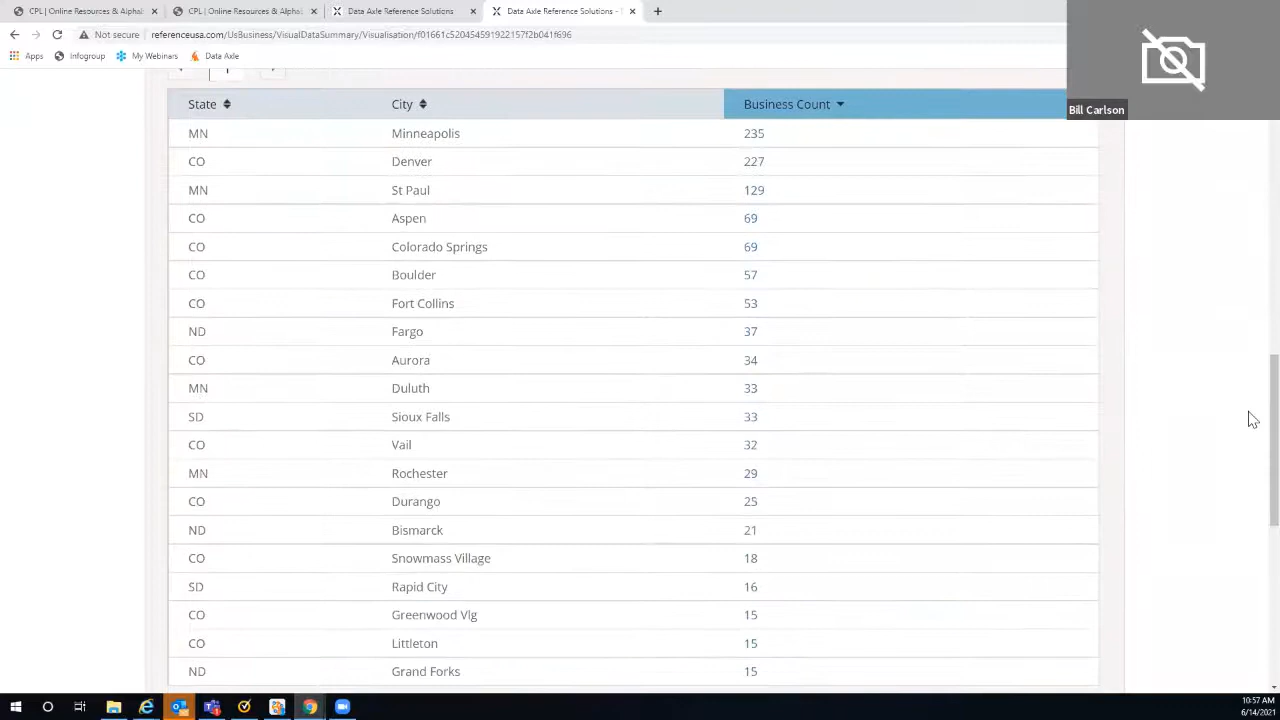 CPL | Online Resources & Alphab
CPL | Online Resources & Alphab
Data Axle Reference Solutions
Data Axle Reference Solutions - S
Not secure referenceusa.com/UsBusiness/VisualDataSummary/Visualisation/f01661c520454591922157f2b041f696
Apps Infogroup My Webinars Data Axle
Bill Carlson
State City Business Count
MN Minneapolis 235
CO Denver 227
MN St Paul 129
CO Aspen 69
CO Colorado Springs 69
CO Boulder 57
CO Fort Collins 53
ND Fargo 37
CO Aurora 34
MN Duluth 33
SD Sioux Falls 33
CO Vail 32
MN Rochester 29
CO Durango 25
ND Bismarck 21
CO Snowmass Village 18
SD Rapid City 16
CO Greenwood Vlg 15
CO Littleton 15
ND Grand Forks 15
10:57 AM
6/14/2021